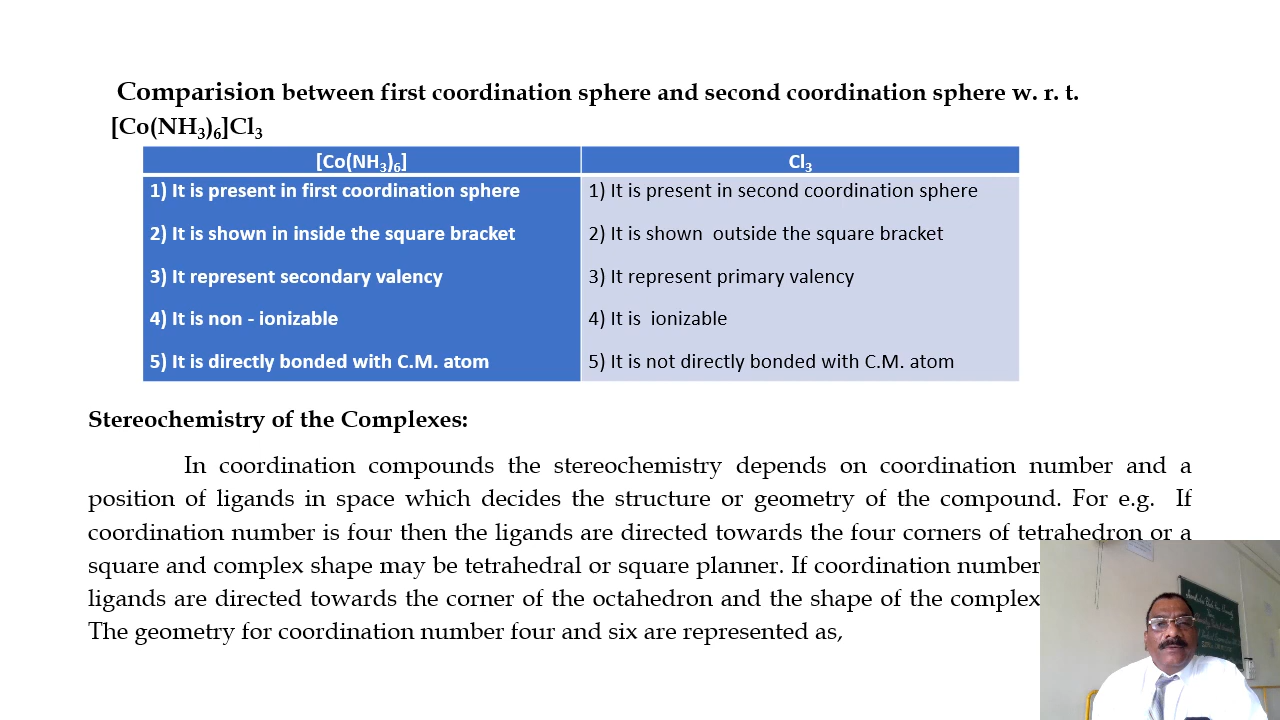 Comparision between first coordination sphere and second coordination sphere w. r. t.
[Co(NH₃)₆]Cl₃
[Co(NH₃)₆] Cl₃
1) It is present in first coordination sphere 1) It is present in second coordination sphere
2) It is shown in inside the square bracket 2) It is shown outside the square bracket
3) It represent secondary valency 3) It represent primary valency
4) It is non - ionizable 4) It is ionizable
5) It is directly bonded with C.M. atom 5) It is not directly bonded with C.M. atom
Stereochemistry of the Complexes:
In coordination compounds the stereochemistry depends on coordination number and a
position of ligands in space which decides the structure or geometry of the compound. For e.g. If
coordination number is four then the ligands are directed towards the four corners of tetrahedron or a
square and complex shape may be tetrahedral or square planner. If coordination number
ligands are directed towards the corner of the octahedron and the shape of the complex
The geometry for coordination number four and six are represented as,